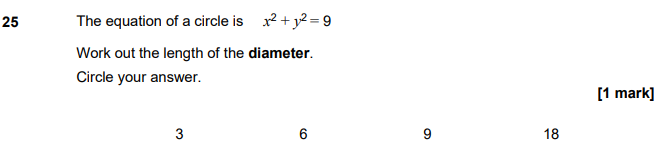 25 The equation of a circle is x² + y² = 9
Work out the length of the diameter.
Circle your answer.
[1 mark]
3 6 9 18